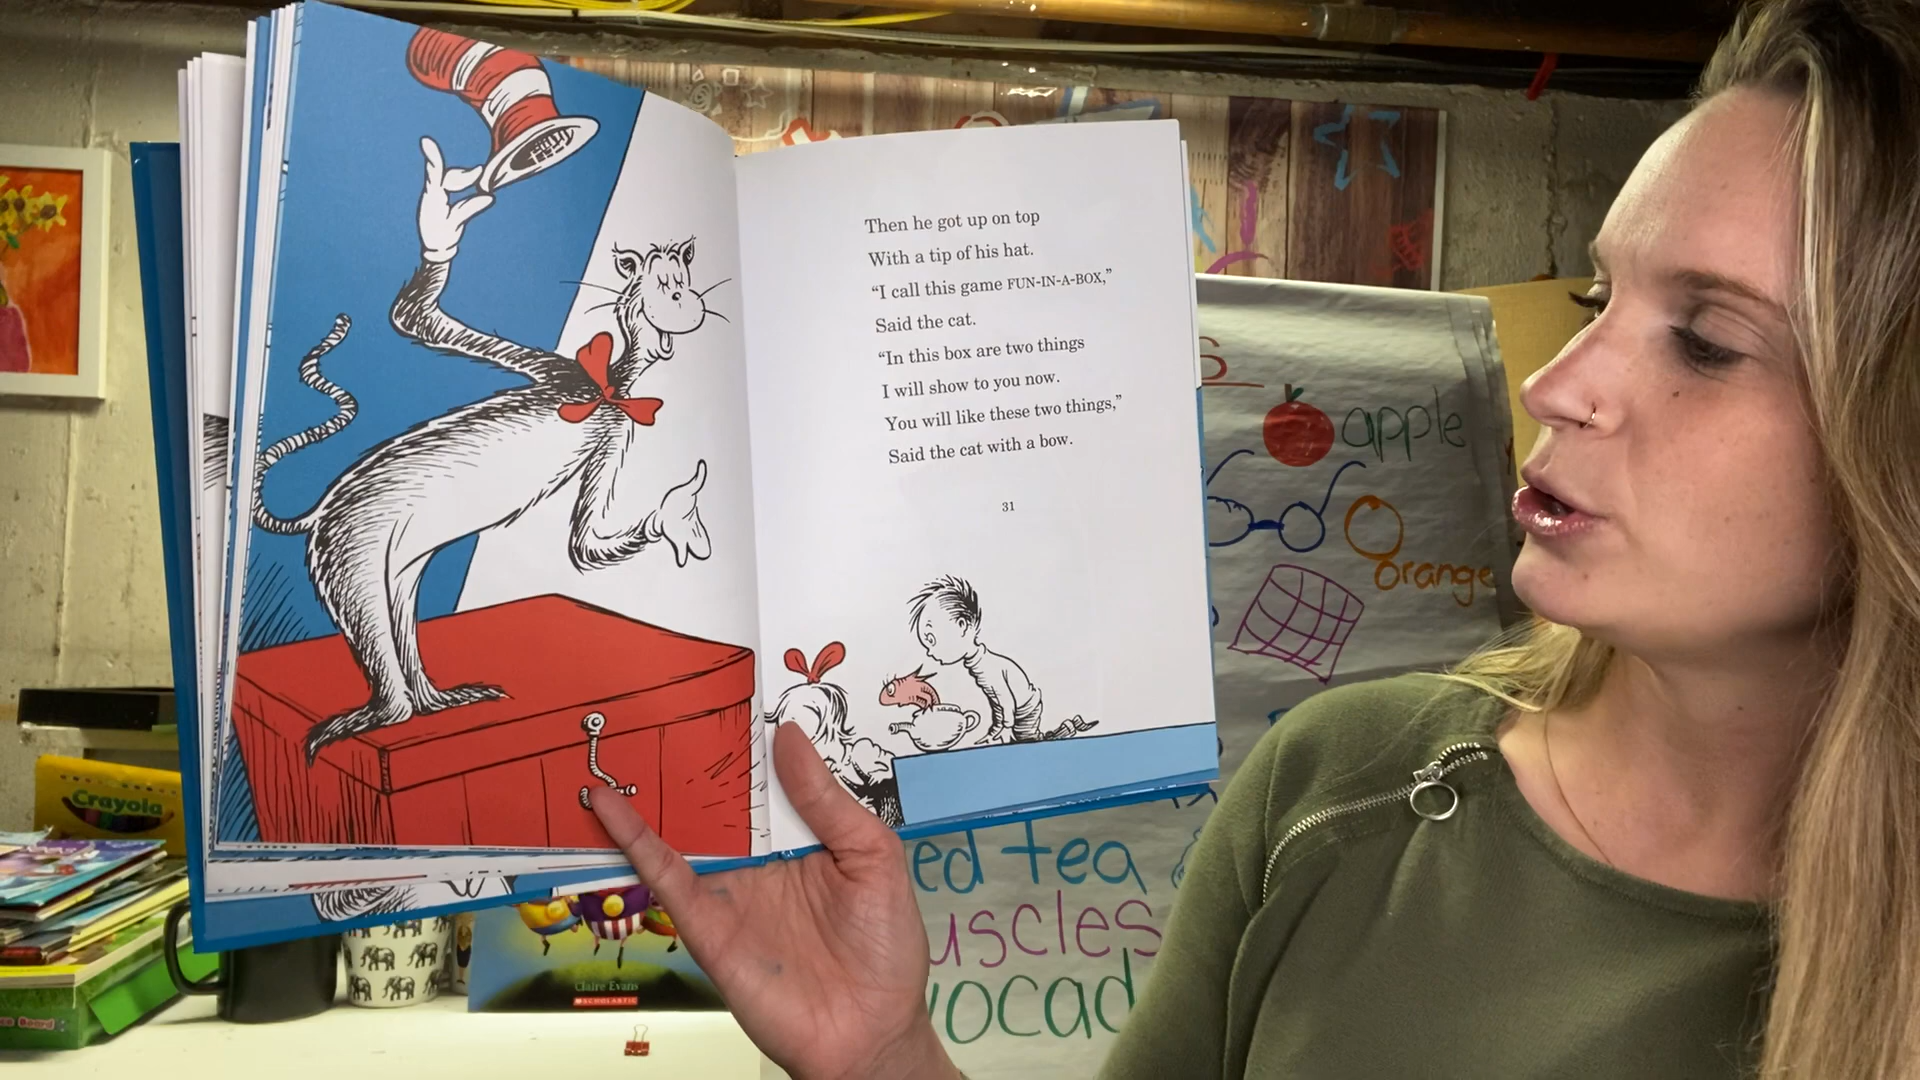 Then he got up on top
With a tip of his hat.
“I call this game FUN-IN-A-BOX,”
Said the cat.
“In this box are two things
I will show to you now.
You will like these two things,”
Said the cat with a bow.
31
apple
orange
ed tea
uscles
vocad
Crayola
Claire Evans
SCHOLASTIC
Board